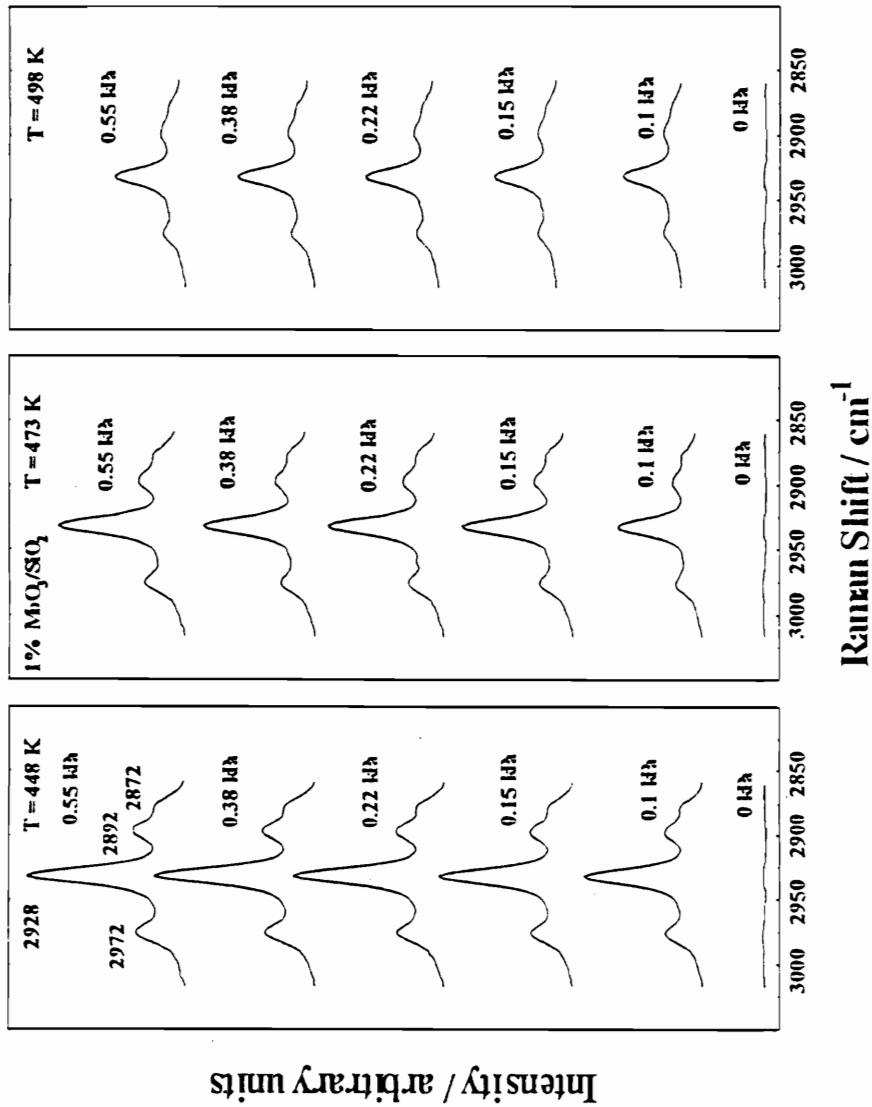 Intensity / arbitrary units
T = 448 K
2928
0.55 kPa
2892
2872
2972
0.38 kPa
0.22 kPa
0.15 kPa
0.1 kPa
0 kPa
3000 2950 2900 2850
1% MoO₃/SiO₂
T = 473 K
0.55 kPa
0.38 kPa
0.22 kPa
0.15 kPa
0.1 kPa
0 kPa
3000 2950 2900 2850
T = 498 K
0.55 kPa
0.38 kPa
0.22 kPa
0.15 kPa
0.1 kPa
0 kPa
3000 2950 2900 2850
Raman Shift / cm⁻¹